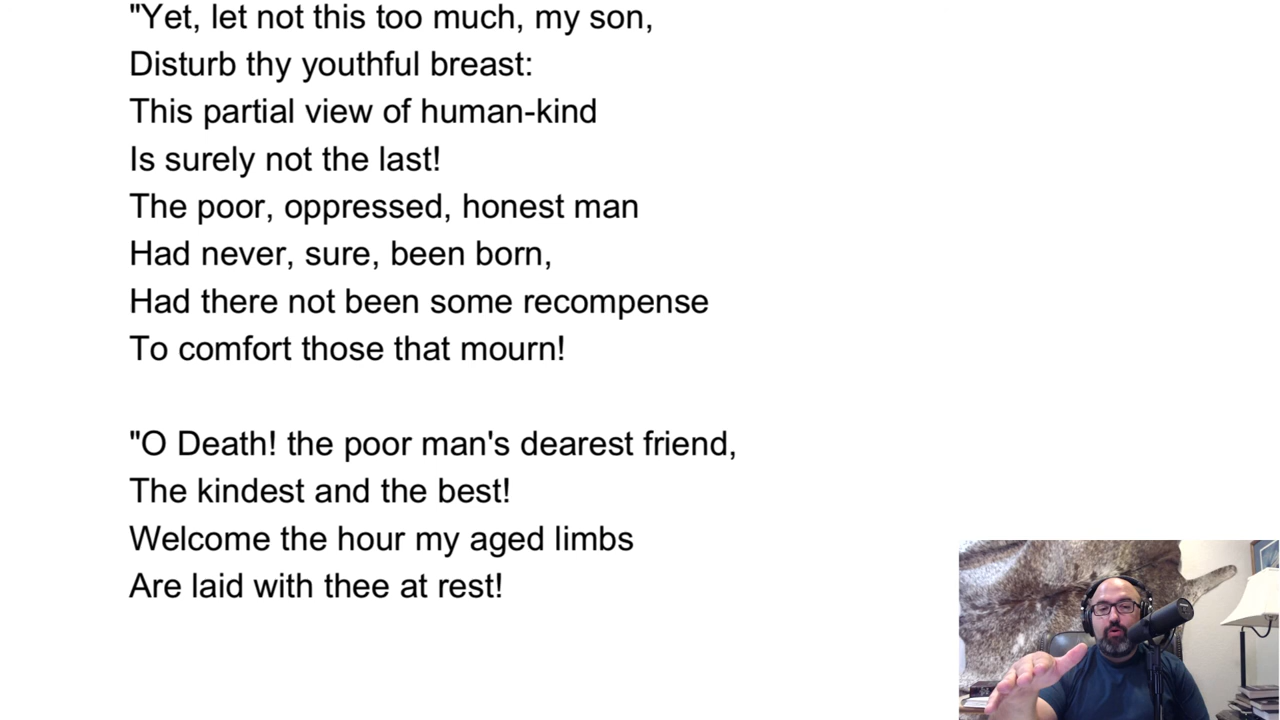 "Yet, let not this too much, my son,
Disturb thy youthful breast:
This partial view of human-kind
Is surely not the last!
The poor, oppressed, honest man
Had never, sure, been born,
Had there not been some recompense
To comfort those that mourn!
"O Death! the poor man's dearest friend,
The kindest and the best!
Welcome the hour my aged limbs
Are laid with thee at rest!